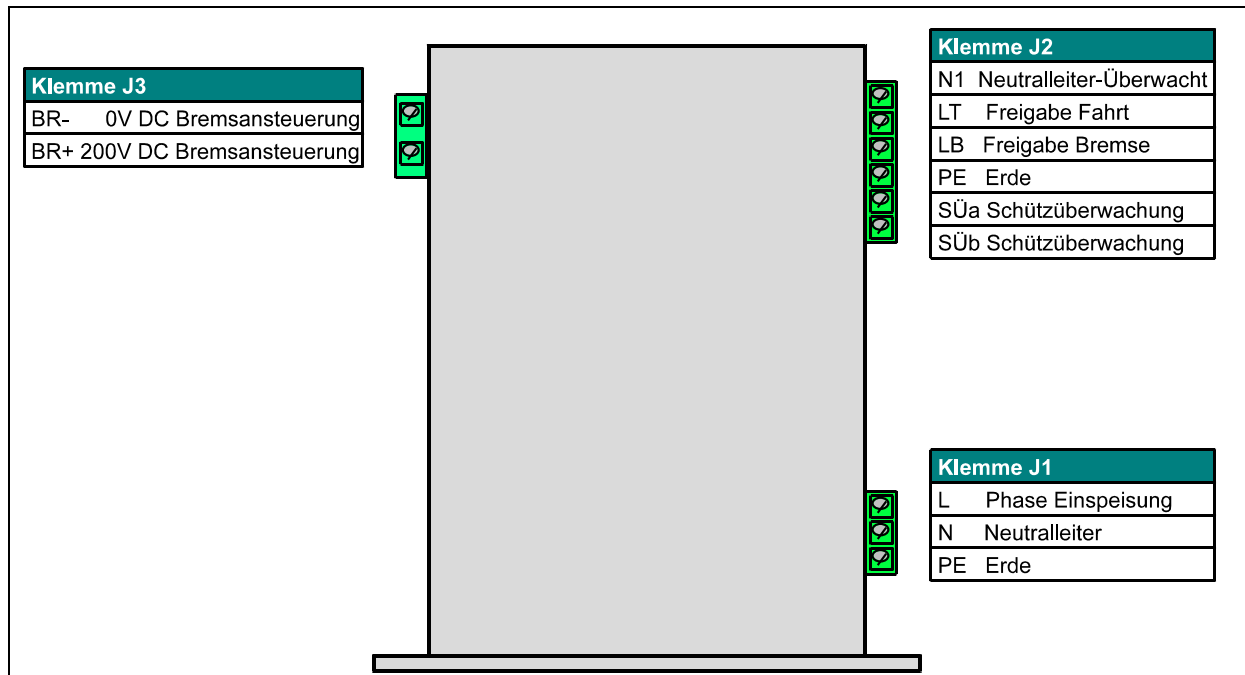 Klemme J3
BR- 0V DC Bremsansteuerung
BR+ 200V DC Bremsansteuerung
Klemme J2
N1 Neutralleiter-Überwacht
LT Freigabe Fahrt
LB Freigabe Bremse
PE Erde
SÜa Schützüberwachung
SÜb Schützüberwachung
Klemme J1
L Phase Einspeisung
N Neutralleiter
PE Erde